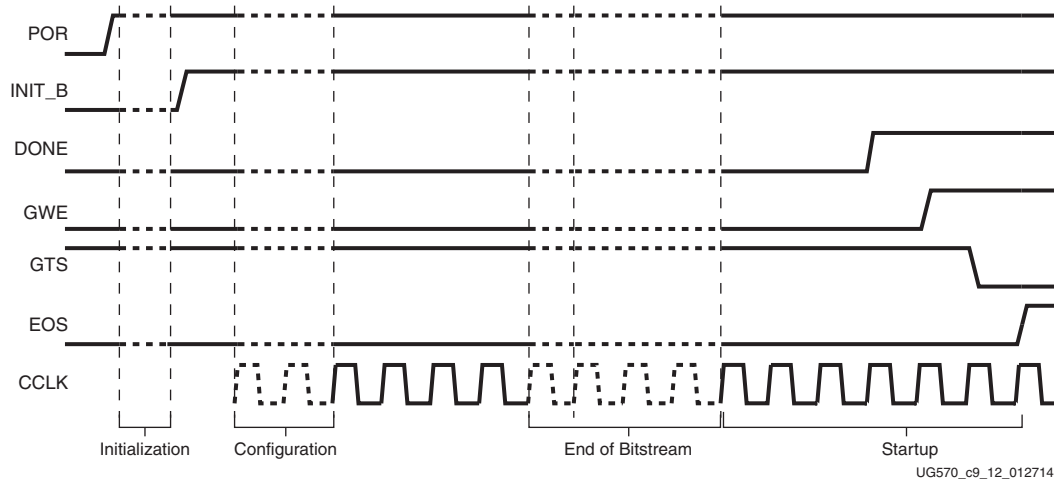 POR
INIT_B
DONE
GWE
GTS
EOS
CCLK
Initialization Configuration End of Bitstream Startup
UG570_c9_12_012714